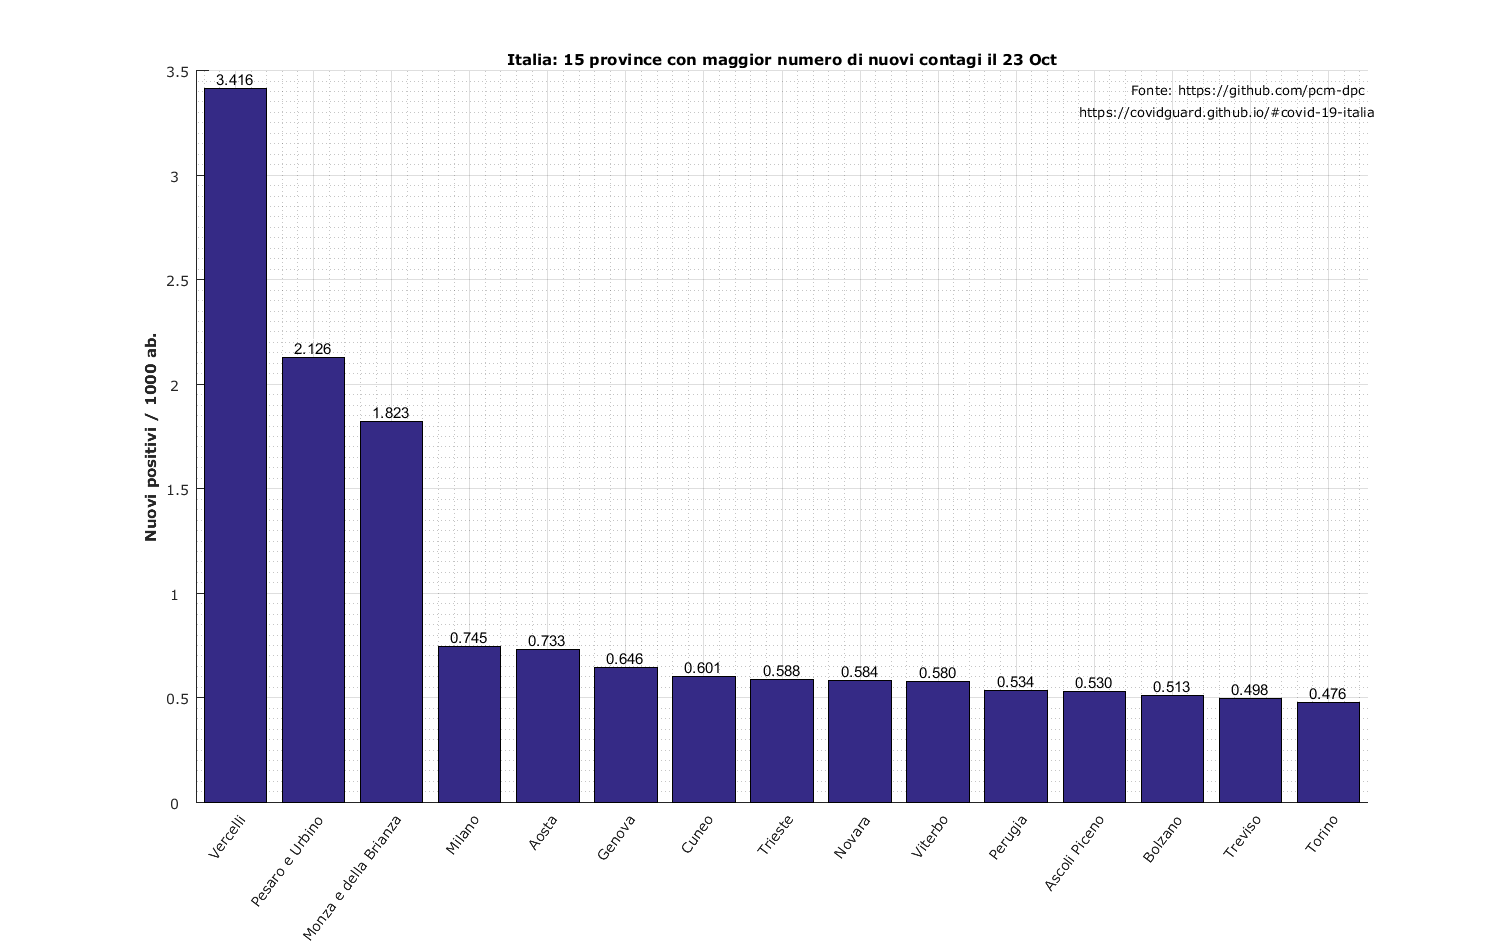 Italia: 15 province con maggior numero di nuovi contagi il 23 Oct
Fonte: https://github.com/pcm-dpc
https://covidguard.github.io/#covid-19-italia
Nuovi positivi / 1000 ab.
3.5
3
2.5
2
1.5
1
0.5
0
3.416
2.126
1.823
0.745
0.733
0.646
0.601
0.588
0.584
0.580
0.534
0.530
0.513
0.498
0.476
Vercelli
Pesaro e Urbino
Monza e della Brianza
Milano
Aosta
Genova
Cuneo
Trieste
Novara
Viterbo
Perugia
Ascoli Piceno
Bolzano
Treviso
Torino